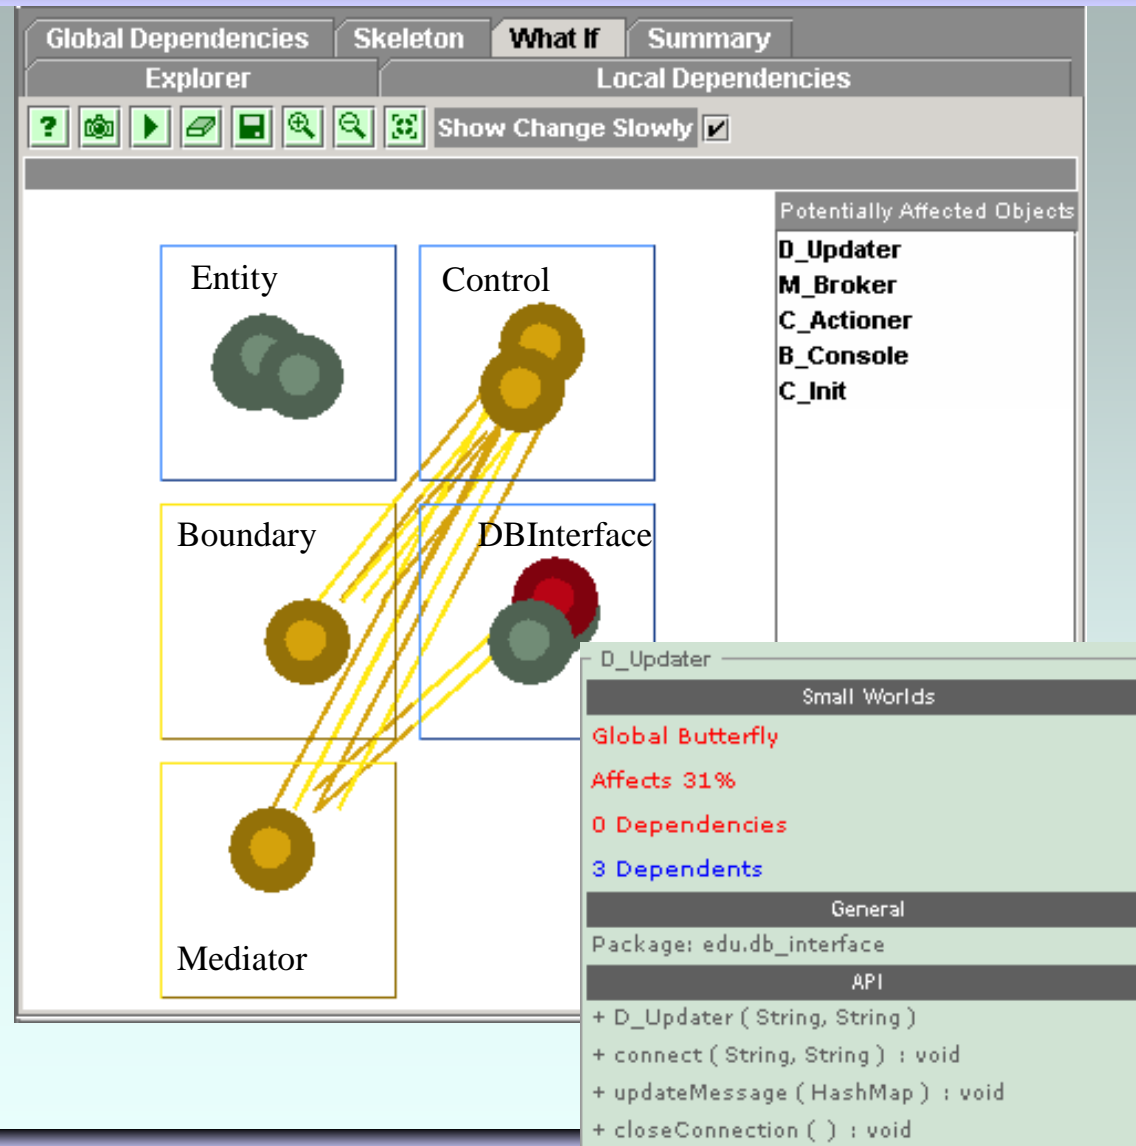 Global Dependencies Skeleton What If Summary
Explorer Local Dependencies
? Show Change Slowly
Potentially Affected Objects
D_Updater
M_Broker
C_Actioner
B_Console
C_Init
Entity Control
Boundary DBInterface
Mediator
D_Updater
Small Worlds
Global Butterfly
Affects 31%
0 Dependencies
3 Dependents
General
Package: edu.db_interface
API
+ D_Updater ( String, String )
+ connect ( String, String ) : void
+ updateMessage ( HashMap ) : void
+ closeConnection ( ) : void